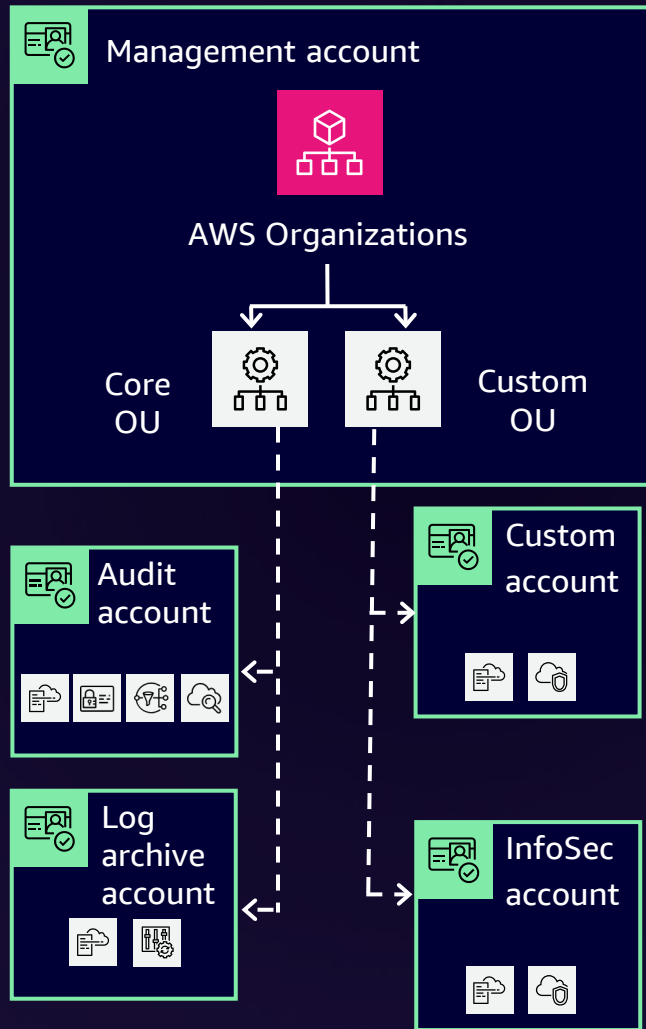 Management account
AWS Organizations
Core
OU
Custom
OU
Audit
account
Custom
account
Log
archive
account
InfoSec
account